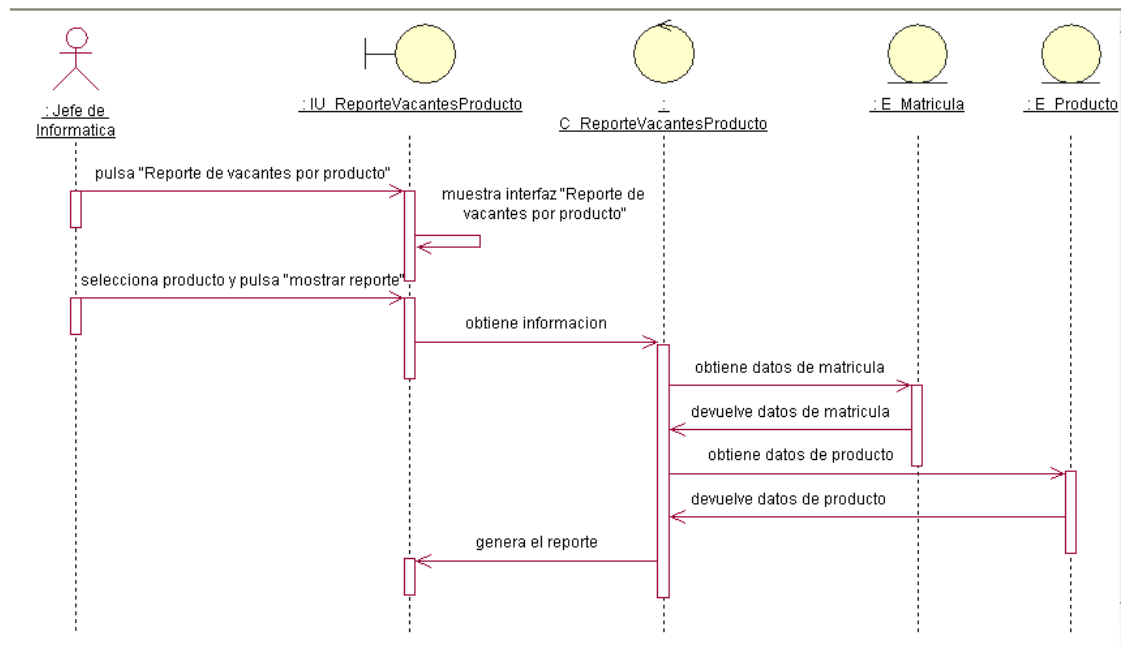 : Jefe de
Informatica
: IU_ReporteVacantesProducto
:
C_ReporteVacantesProducto
: E_Matricula
: E_Producto
pulsa "Reporte de vacantes por producto"
muestra interfaz "Reporte de
vacantes por producto"
selecciona producto y pulsa "mostrar reporte"
obtiene informacion
obtiene datos de matricula
devuelve datos de matricula
obtiene datos de producto
devuelve datos de producto
genera el reporte